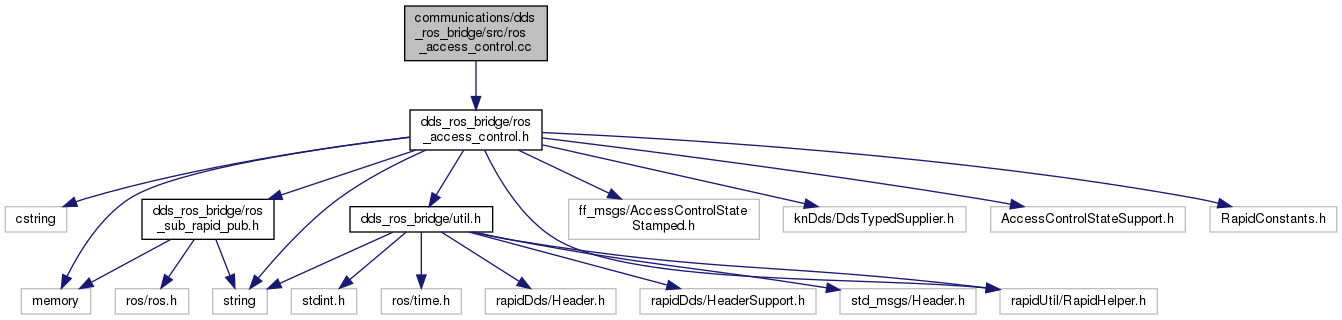 communications/dds
_ros_bridge/src/ros
_access_control.cc
dds_ros_bridge/ros
_access_control.h
cstring
dds_ros_bridge/ros
_sub_rapid_pub.h
dds_ros_bridge/util.h
ff_msgs/AccessControlState
Stamped.h
knDds/DdsTypedSupplier.h
AccessControlStateSupport.h
RapidConstants.h
memory
ros/ros.h
string
stdint.h
ros/time.h
rapidDds/Header.h
rapidDds/HeaderSupport.h
std_msgs/Header.h
rapidUtil/RapidHelper.h